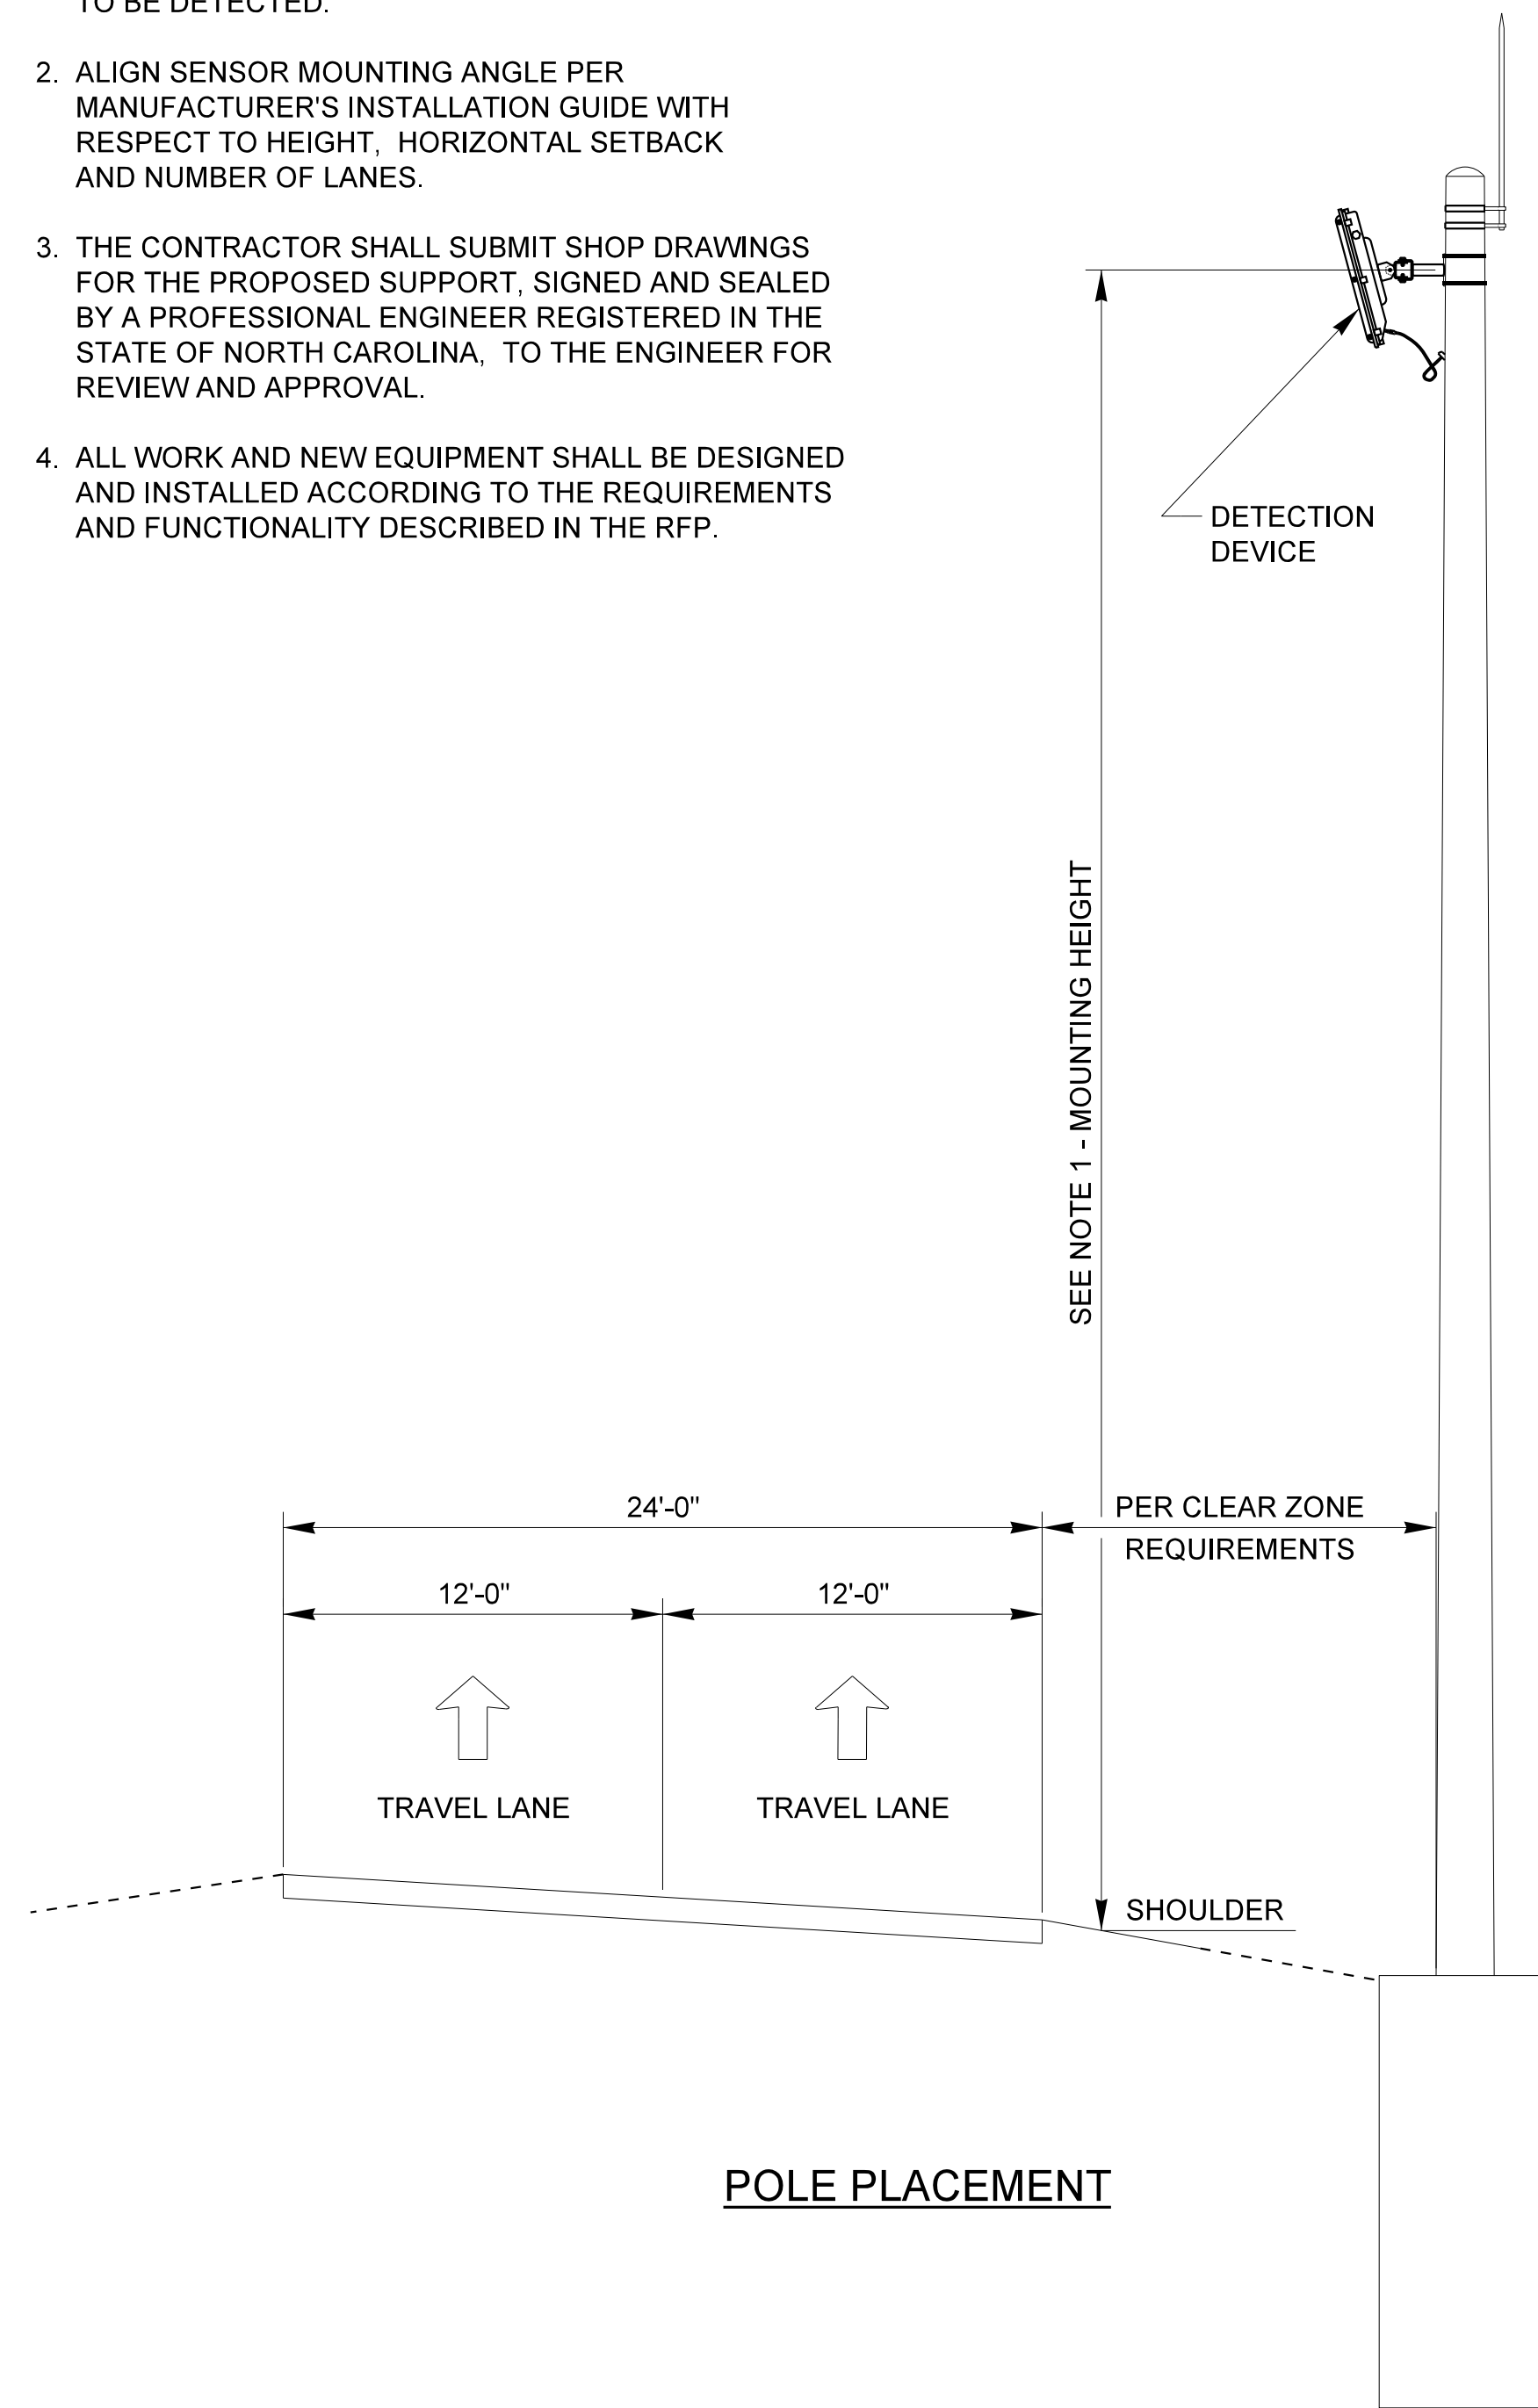 TO BE DETECTED.
2. ALIGN SENSOR MOUNTING ANGLE PER
MANUFACTURER'S INSTALLATION GUIDE WITH
RESPECT TO HEIGHT, HORIZONTAL SETBACK
AND NUMBER OF LANES.
3. THE CONTRACTOR SHALL SUBMIT SHOP DRAWINGS
FOR THE PROPOSED SUPPORT, SIGNED AND SEALED
BY A PROFESSIONAL ENGINEER REGISTERED IN THE
STATE OF NORTH CAROLINA, TO THE ENGINEER FOR
REVIEW AND APPROVAL.
4. ALL WORK AND NEW EQUIPMENT SHALL BE DESIGNED
AND INSTALLED ACCORDING TO THE REQUIREMENTS
AND FUNCTIONALITY DESCRIBED IN THE RFP.
DETECTION
DEVICE
SEE NOTE 1 - MOUNTING HEIGHT
24'-0"
PER CLEAR ZONE
REQUIREMENTS
12'-0"
12'-0"
TRAVEL LANE
TRAVEL LANE
SHOULDER
POLE PLACEMENT